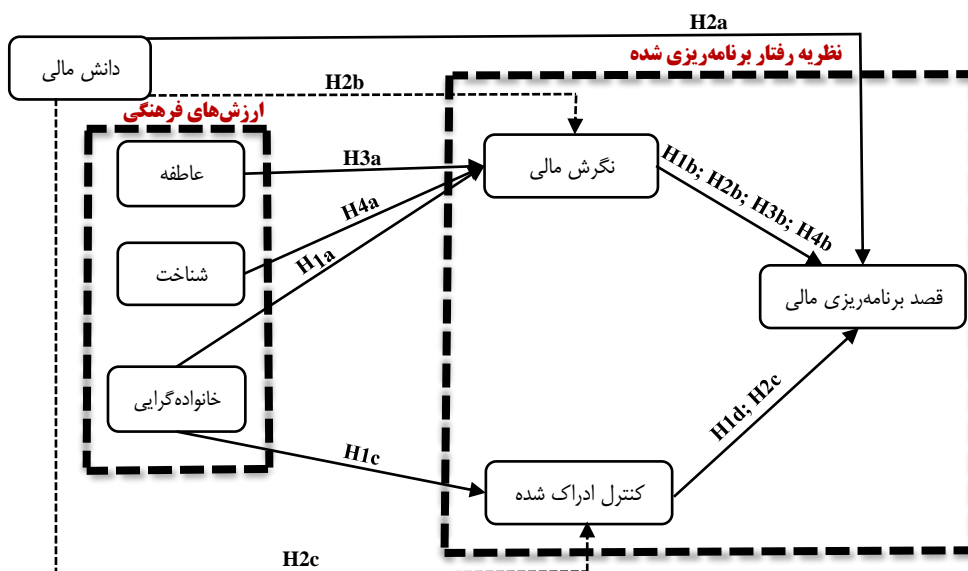 H2a
نظریه رفتار برنامه‌ریزی شده
دانش مالی
H2b
ارزش‌های فرهنگی
عاطفه
H3a
نگرش مالی
H1b; H2b; H3b; H4b
H4a
شناخت
H1a
قصد برنامه‌ریزی مالی
خانواده‌گرایی
H1d; H2c
H1c
کنترل ادراک شده
H2c